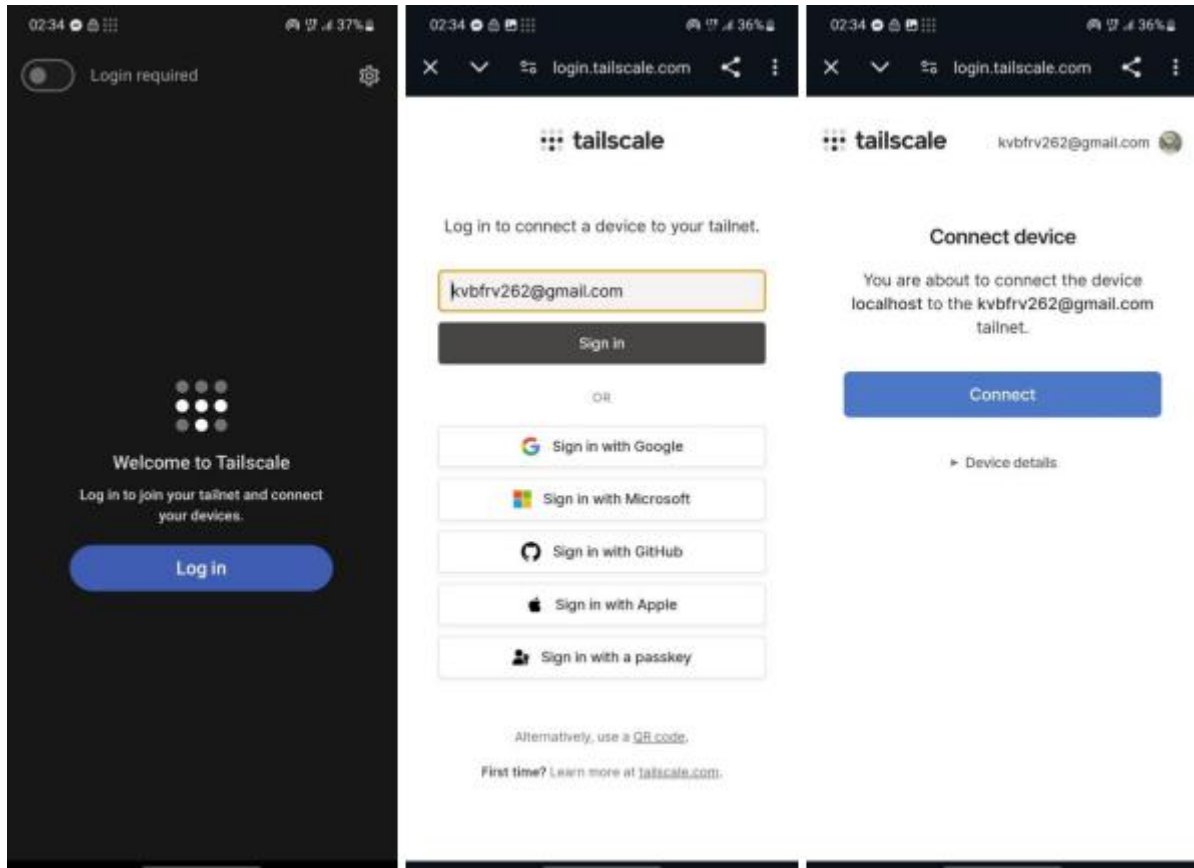 02:34
37%
Login required
Welcome to Tailscale
Log in to join your tailnet and connect
your devices.
Log in
02:34
36%
login.tailscale.com
tailscale
Log in to connect a device to your tailnet.
kvbfrv262@gmail.com
Sign in
OR
Sign in with Google
Sign in with Microsoft
Sign in with GitHub
Sign in with Apple
Sign in with a passkey
Alternatively, use a QR code.
First time? Learn more at tailscale.com.
02:34
36%
login.tailscale.com
tailscale
kvbfrv262@gmail.com
Connect device
You are about to connect the device
localhost to the kvbfrv262@gmail.com
tailnet.
Connect
Device details